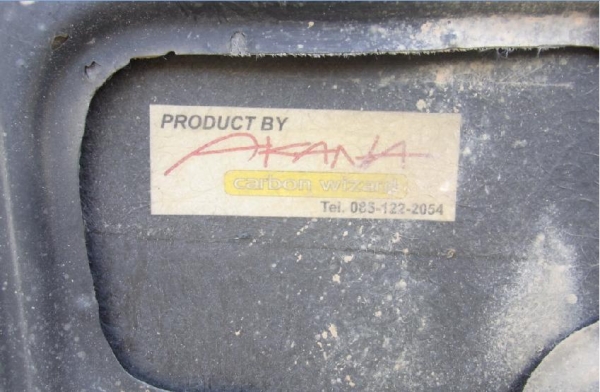 PRODUCT BY
AKANA
carbon wizard
Tel. 083-122-2054